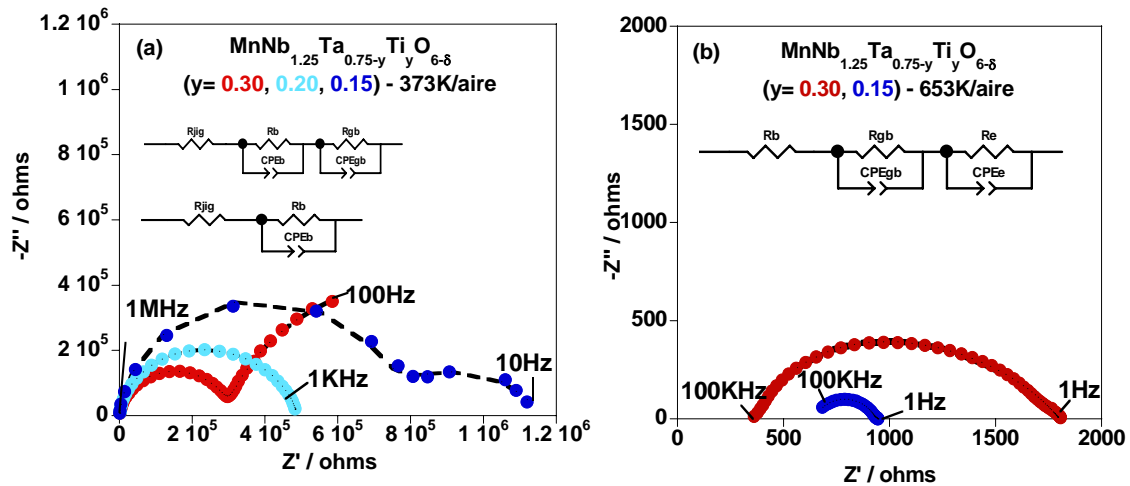 (a)
MnNb1.25Ta0.75-yTiyO6-δ
(y= 0.30, 0.20, 0.15) - 373K/aire
1.2 10^6
1 10^6
8 10^5
6 10^5
4 10^5
2 10^5
0
-Z'' / ohms
Rjig Rb Rgb
CPEb CPEgb
Rjig Rb
CPEb
1MHz
100Hz
1KHz
10Hz
0 2 10^5 4 10^5 6 10^5 8 10^5 1 10^6 1.2 10^6
Z' / ohms
(b)
MnNb1.25Ta0.75-yTiyO6-δ
(y= 0.30, 0.15) - 653K/aire
2000
1500
1000
500
0
-Z'' / ohms
Rb Rgb Re
CPEgb CPEe
100KHz
100KHz
1Hz
1Hz
0 500 1000 1500 2000
Z' / ohms